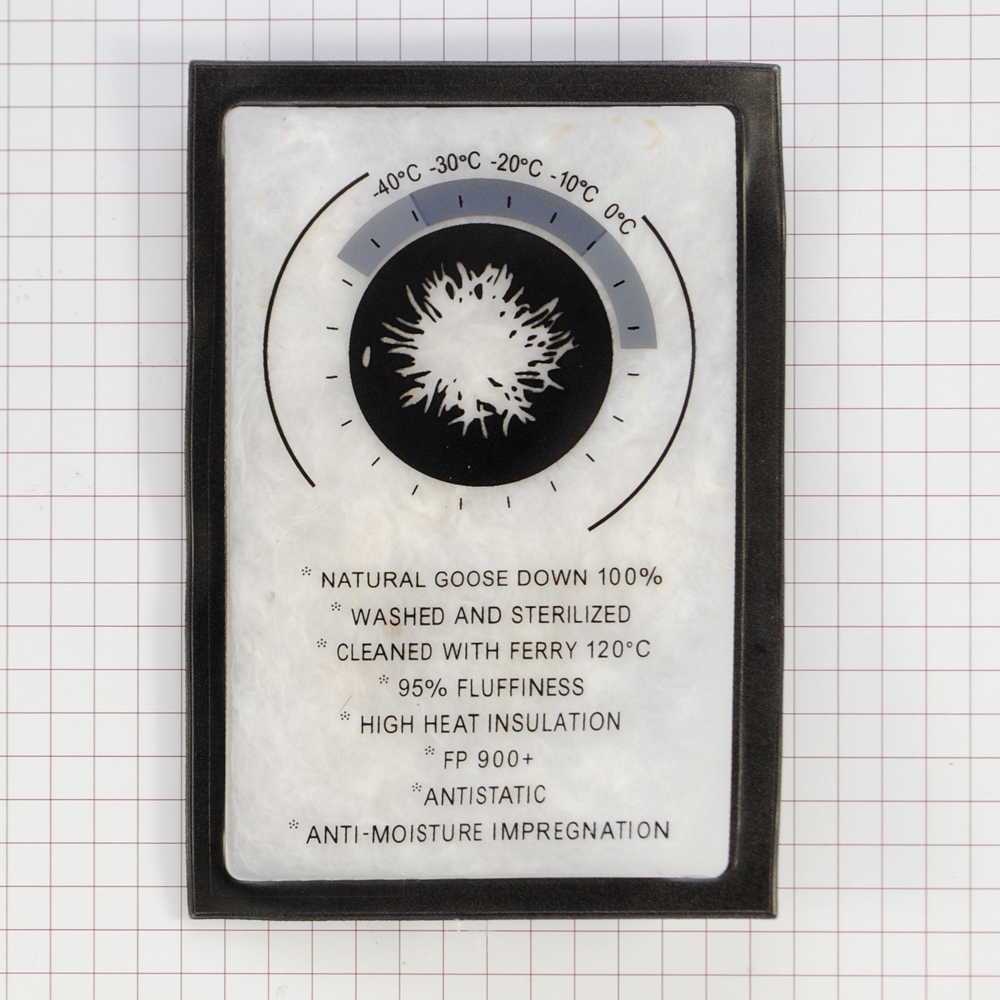 -40°C -30°C -20°C -10°C 0°C
* NATURAL GOOSE DOWN 100%
* WASHED AND STERILIZED
* CLEANED WITH FERRY 120°C
* 95% FLUFFINESS
* HIGH HEAT INSULATION
* FP 900+
*ANTISTATIC
* ANTI-MOISTURE IMPREGNATION